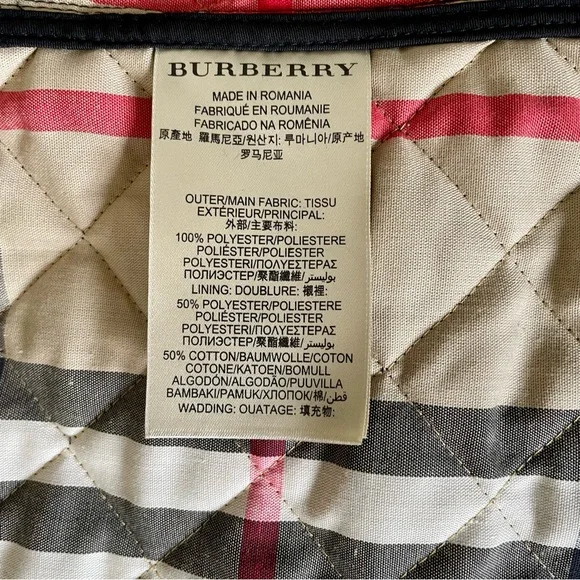 BURBERRY
MADE IN ROMANIA
FABRIQUÉ EN ROUMANIE
FABRICADO NA ROMÊNIA
原產地 羅馬尼亞/원산지: 루마니아/原产地
罗马尼亚
OUTER/MAIN FABRIC: TISSU
EXTÉRIEUR/PRINCIPAL:
外部/主要布料:
100% POLYESTER/POLIESTERE
POLIÉSTER/POLIESTER
POLYESTERI/ΠΟΛΥΕΣΤΕΡΑΣ
ПОЛИЭСТЕР/聚酯纖維/بوليستر
LINING: DOUBLURE: 襯裡:
50% POLYESTER/POLIESTERE
POLIÉSTER/POLIESTER
POLYESTERI/ΠΟΛΥΕΣΤΕΡΑΣ
ПОЛИЭСТЕР/聚酯纖維/بوليستر
50% COTTON/BAUMWOLLE/COTON
COTONE/KATOEN/BOMULL
ALGODÓN/ALGODÃO/PUUVILLA
BAMBAKI/PAMUK/ХЛОПОК/棉/قطن
WADDING: OUATAGE: 填充物: